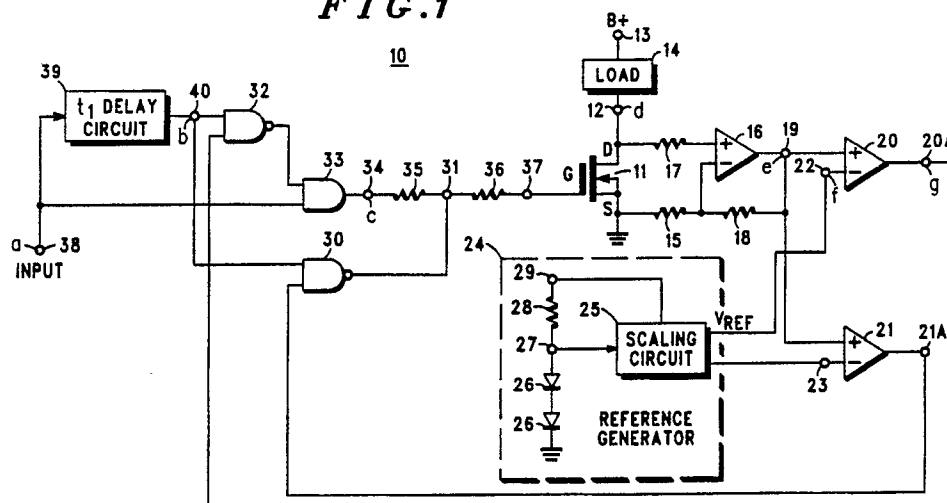 FIG.1
10
B+
13
14
LOAD
12
d
39
t1 DELAY
CIRCUIT
40
b
32
33
34
c
35
31
36
37
G
D
11
S
17
16
19
e
20
20A
22
f
g
15
18
a
38
INPUT
30
24
29
28
25
VREF
27
SCALING
CIRCUIT
21
21A
23
26
26
REFERENCE
GENERATOR
+
-
+
-
+
-